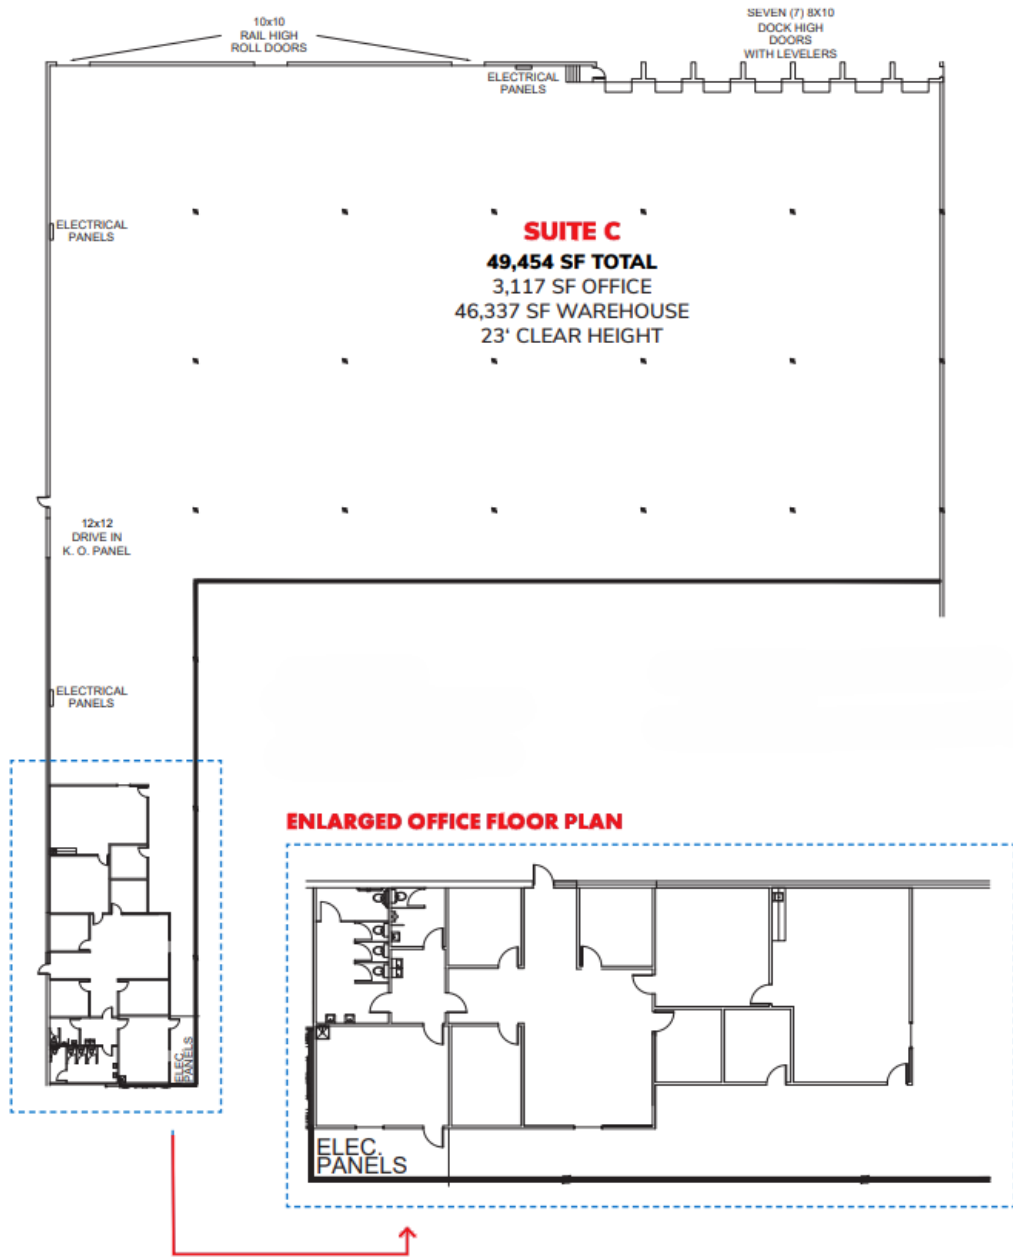 10x10
RAIL HIGH
ROLL DOORS
SEVEN (7) 8X10
DOCK HIGH
DOORS
WITH LEVELERS
ELECTRICAL
PANELS
ELECTRICAL
PANELS
SUITE C
49,454 SF TOTAL
3,117 SF OFFICE
46,337 SF WAREHOUSE
23' CLEAR HEIGHT
12x12
DRIVE IN
K. O. PANEL
ELECTRICAL
PANELS
ELEC.
PANELS
ENLARGED OFFICE FLOOR PLAN
ELEC.
PANELS